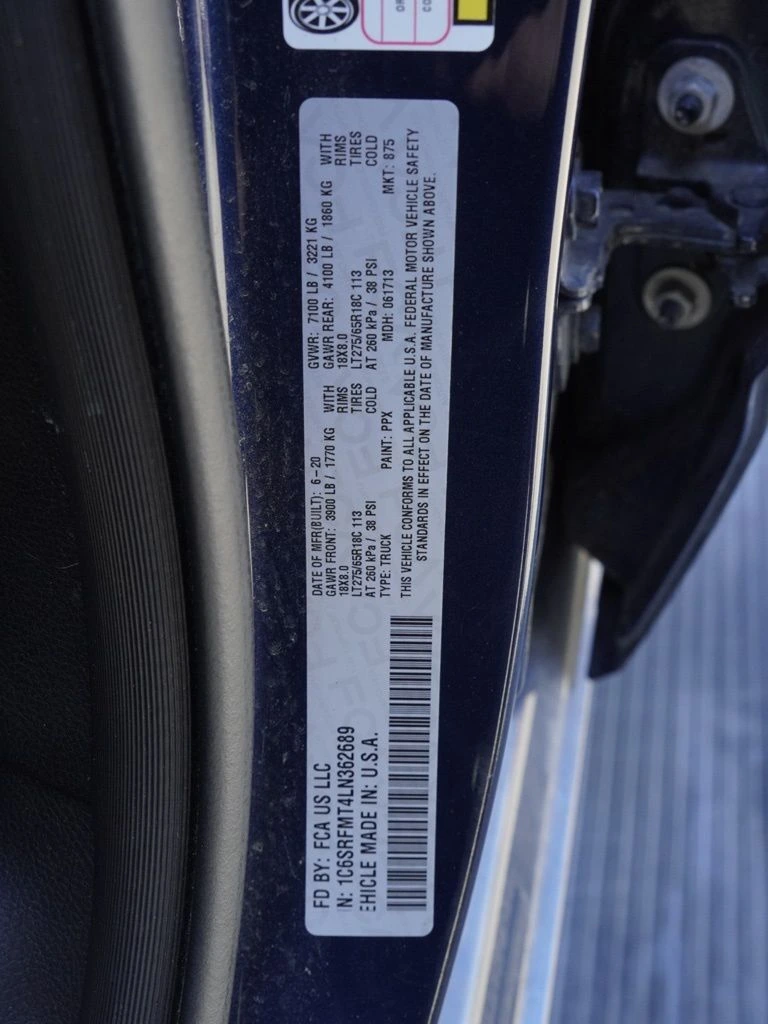 FD BY: FCA US LLC
IN: 1C6SRFMT4LN362689
EHICLE MADE IN: U.S.A.
DATE OF MFR(BUILT): 6-20 GVWR: 7100 LB / 3221 KG
GAWR FRONT: 3900 LB / 1770 KG WITH GAWR REAR: 4100 LB / 1860 KG WITH
18X8.0 RIMS 18X8.0 RIMS
LT275/65R18C 113 TIRES LT275/65R18C 113 TIRES
AT 260 kPa / 38 PSI COLD AT 260 kPa / 38 PSI COLD
TYPE: TRUCK PAINT: PPX MDH: 061713 MKT: 875
THIS VEHICLE CONFORMS TO ALL APPLICABLE U.S.A. FEDERAL MOTOR VEHICLE SAFETY
STANDARDS IN EFFECT ON THE DATE OF MANUFACTURE SHOWN ABOVE.